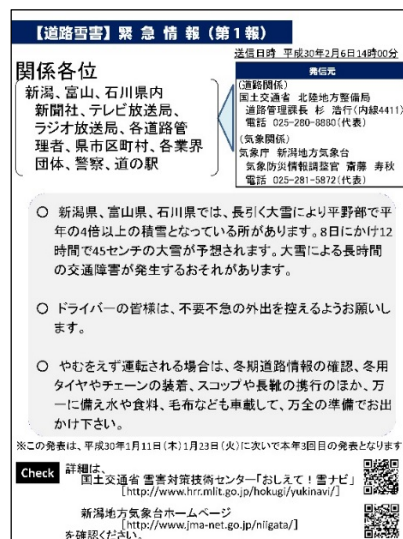 【道路雪害】緊 急 情 報(第1報)
送信日時 平成30年2月6日14時00分
関係各位
新潟、富山、石川県内
新聞社、テレビ放送局、
ラジオ放送局、各道路管
理者、県市区町村、各業界
団体、警察、道の駅
発信元
(道路関係)
国土交通省 北陸地方整備局
道路管理課長 杉 浩行(内線4411)
電話 025-280-8880(代表)
(気象関係)
気象庁 新潟地方気象台
気象防災情報調整官 斎藤 寿秋
電話 025-281-5872(代表)
○ 新潟県、富山県、石川県では、長引く大雪により平野部で平
年の4倍以上の積雪となっている所があります。8日にかけ12
時間で45センチの大雪が予想されます。大雪による長時間
の交通障害が発生するおそれがあります。
○ ドライバーの皆様は、不要不急の外出を控えるようお願いし
ます。
○ やむをえず運転される場合は、冬期道路情報の確認、冬用
タイヤやチェーンの装着、スコップや長靴の携行のほか、万
一に備え水や食料、毛布なども車載して、万全の準備でお出
かけ下さい。
※この発表は、平成30年1月11日(木)1月23日(火)に次いで本年3回目の発表となります
Check 詳細は、
国土交通省 雪害対策技術センター「おしえて!雪ナビ」
[http://www.hrr.mlit.go.jp/hokugi/yukinavi/]
新潟地方気象台ホームページ
[http://www.jma-net.go.jp/niigata/]
を確認ください。